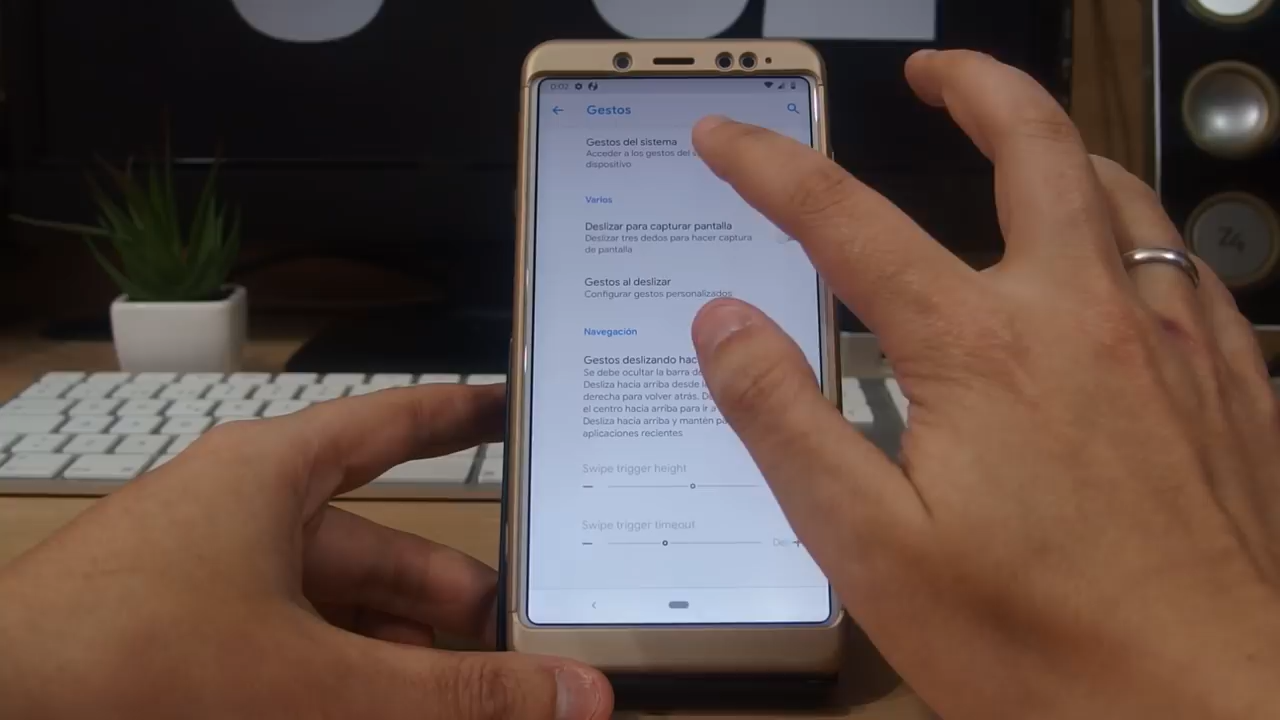 0:02
Gestos
Gestos del sistema
Acceder a los gestos del
dispositivo
Varios
Deslizar para capturar pantalla
Deslizar tres dedos para hacer captura
de pantalla
Gestos al deslizar
Configurar gestos personalizados
Navegación
Gestos deslizando
Se debe ocultar la barra
Desliza hacia arriba desde
derecha para volver atrás.
el centro hacia arriba para ir
Desliza hacia arriba y mantén
aplicaciones recientes
Swipe trigger height
Swipe trigger timeout
Z4